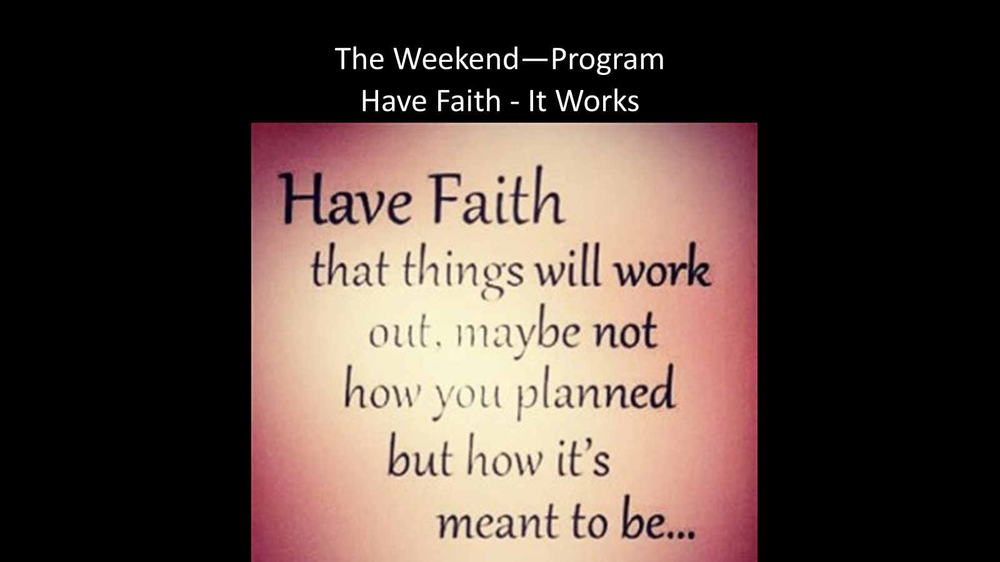 The Weekend—Program
Have Faith - It Works
Have Faith
that things will work
out, maybe not
how you planned
but how it's
meant to be...